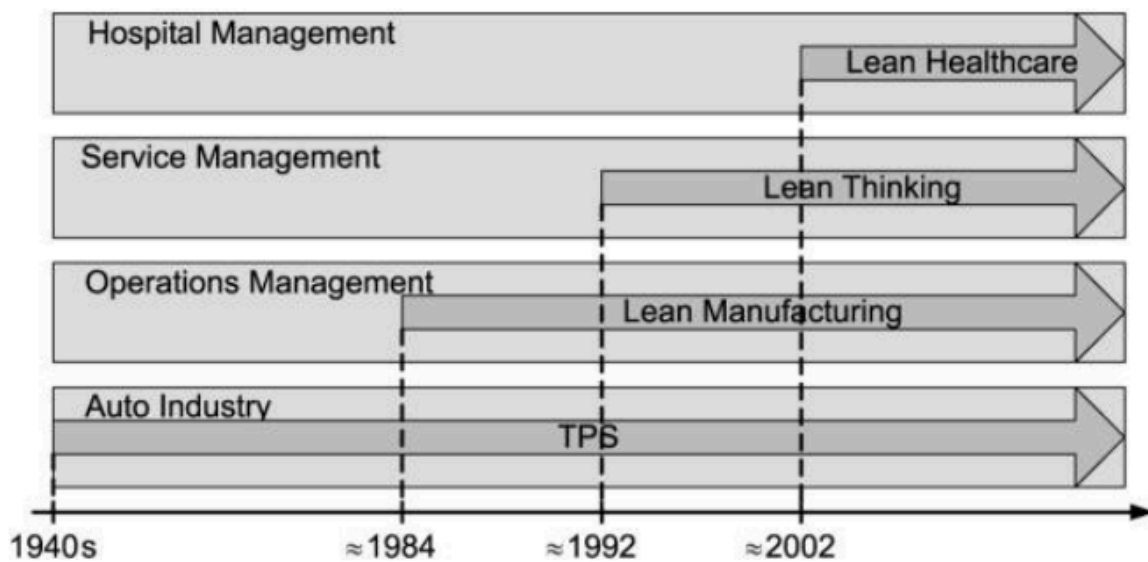 Hospital Management
Lean Healthcare
Service Management
Lean Thinking
Operations Management
Lean Manufacturing
Auto Industry
TPS
1940s ≈1984 ≈1992 ≈2002